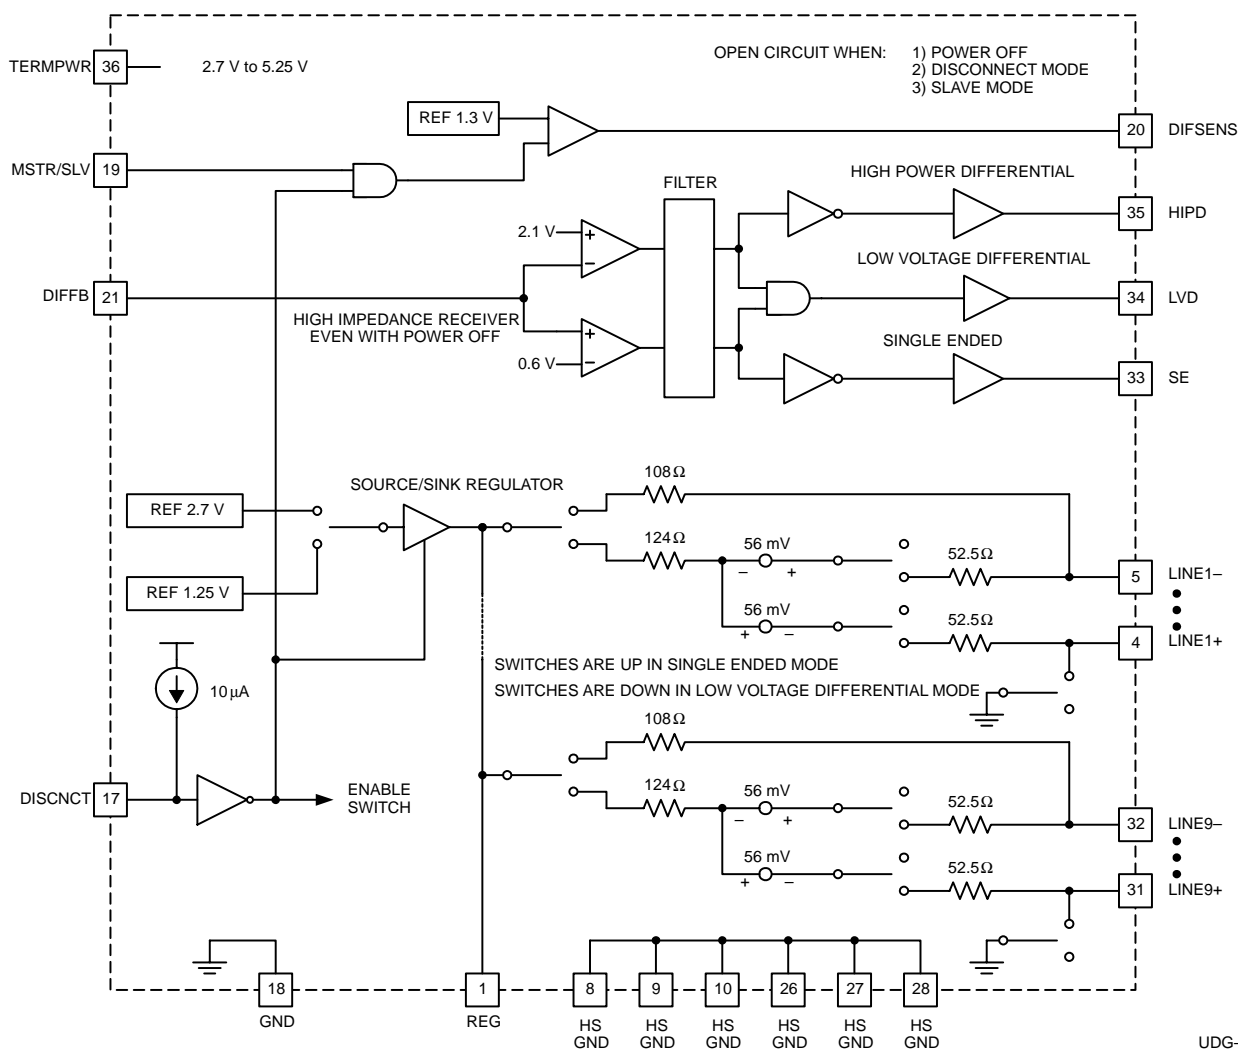 OPEN CIRCUIT WHEN: 1) POWER OFF
2) DISCONNECT MODE
3) SLAVE MODE
TERMPWR 36 2.7 V to 5.25 V
REF 1.3 V
20 DIFSENS
MSTR/SLV 19
FILTER
HIGH POWER DIFFERENTIAL
35 HIPD
2.1 V + −
LOW VOLTAGE DIFFERENTIAL
DIFFB 21
34 LVD
HIGH IMPEDANCE RECEIVER
EVEN WITH POWER OFF
+ −
0.6 V
SINGLE ENDED
33 SE
108Ω
SOURCE/SINK REGULATOR
REF 2.7 V
124Ω
56 mV
− +
52.5Ω
5 LINE1−
REF 1.25 V
56 mV
+ −
52.5Ω
4 LINE1+
SWITCHES ARE UP IN SINGLE ENDED MODE
SWITCHES ARE DOWN IN LOW VOLTAGE DIFFERENTIAL MODE
10 µA
108Ω
124Ω
56 mV
− +
52.5Ω
32 LINE9−
DISCNCT 17
ENABLE
SWITCH
56 mV
+ −
52.5Ω
31 LINE9+
18 1 8 9 10 26 27 28
GND REG HS HS HS HS HS HS
GND GND GND GND GND GND
UDG-